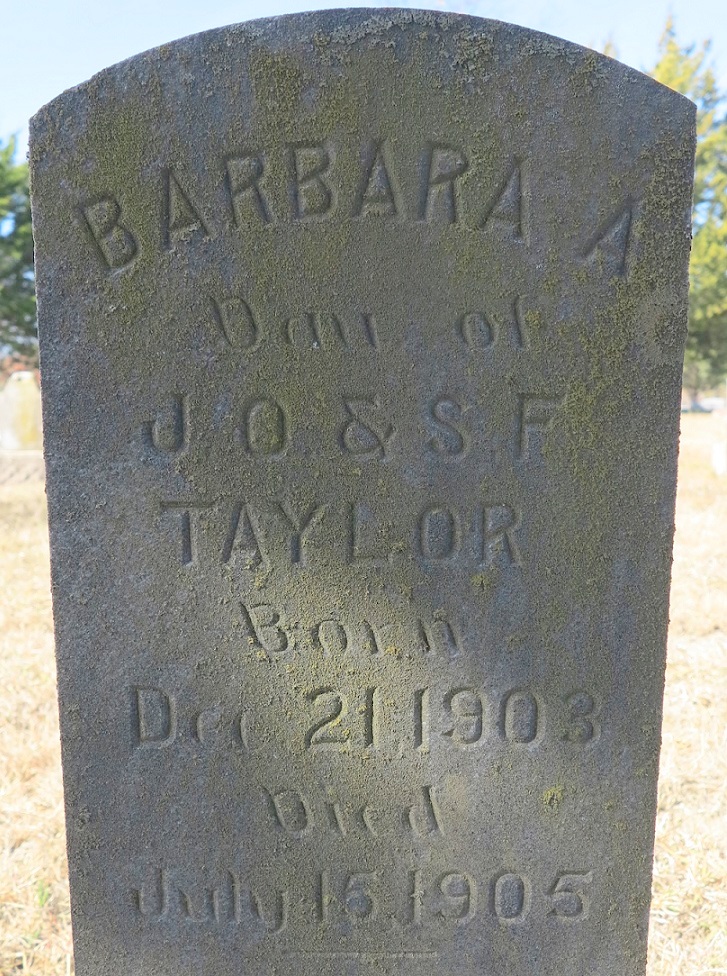 BARBARA A
Dau. of
J O & S F
TAYLOR
Born
Dec 21, 1903
Died
July 15, 1905